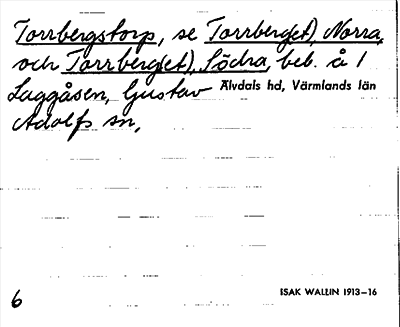 Torrbergstorp, se Torrberg(et), Norra
och Torrberg(et), Södra, beb. å 1
Laggåsen, Gustav Älvdals hd, Värmlands län
Adolfs sn,
6 ISAK WALLIN 1913–16